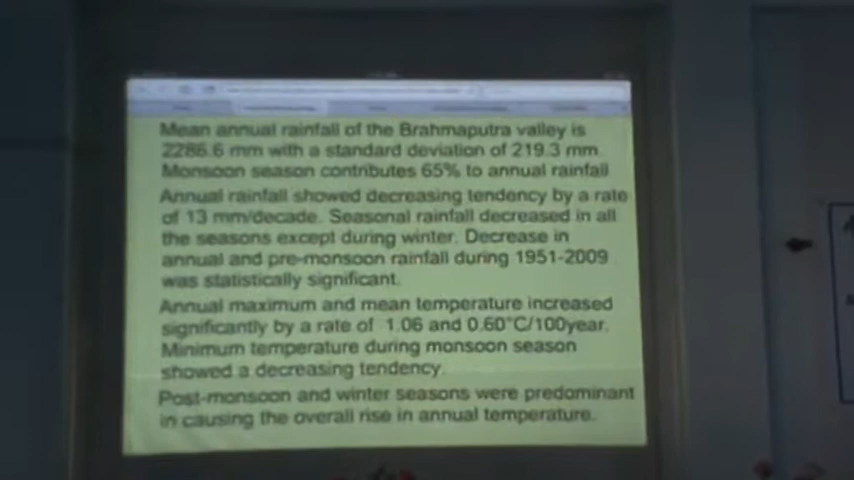 Mean annual rainfall of the Brahmaputra valley is
2286.6 mm with a standard deviation of 219.3 mm.
Monsoon season contributes 65% to annual rainfall
Annual rainfall showed decreasing tendency by a rate
of 13 mm/decade. Seasonal rainfall decreased in all
the seasons except during winter. Decrease in
annual and pre-monsoon rainfall during 1951-2009
was statistically significant.
Annual maximum and mean temperature increased
significantly by a rate of 1.06 and 0.60°C/100year.
Minimum temperature during monsoon season
showed a decreasing tendency.
Post-monsoon and winter seasons were predominant
in causing the overall rise in annual temperature.